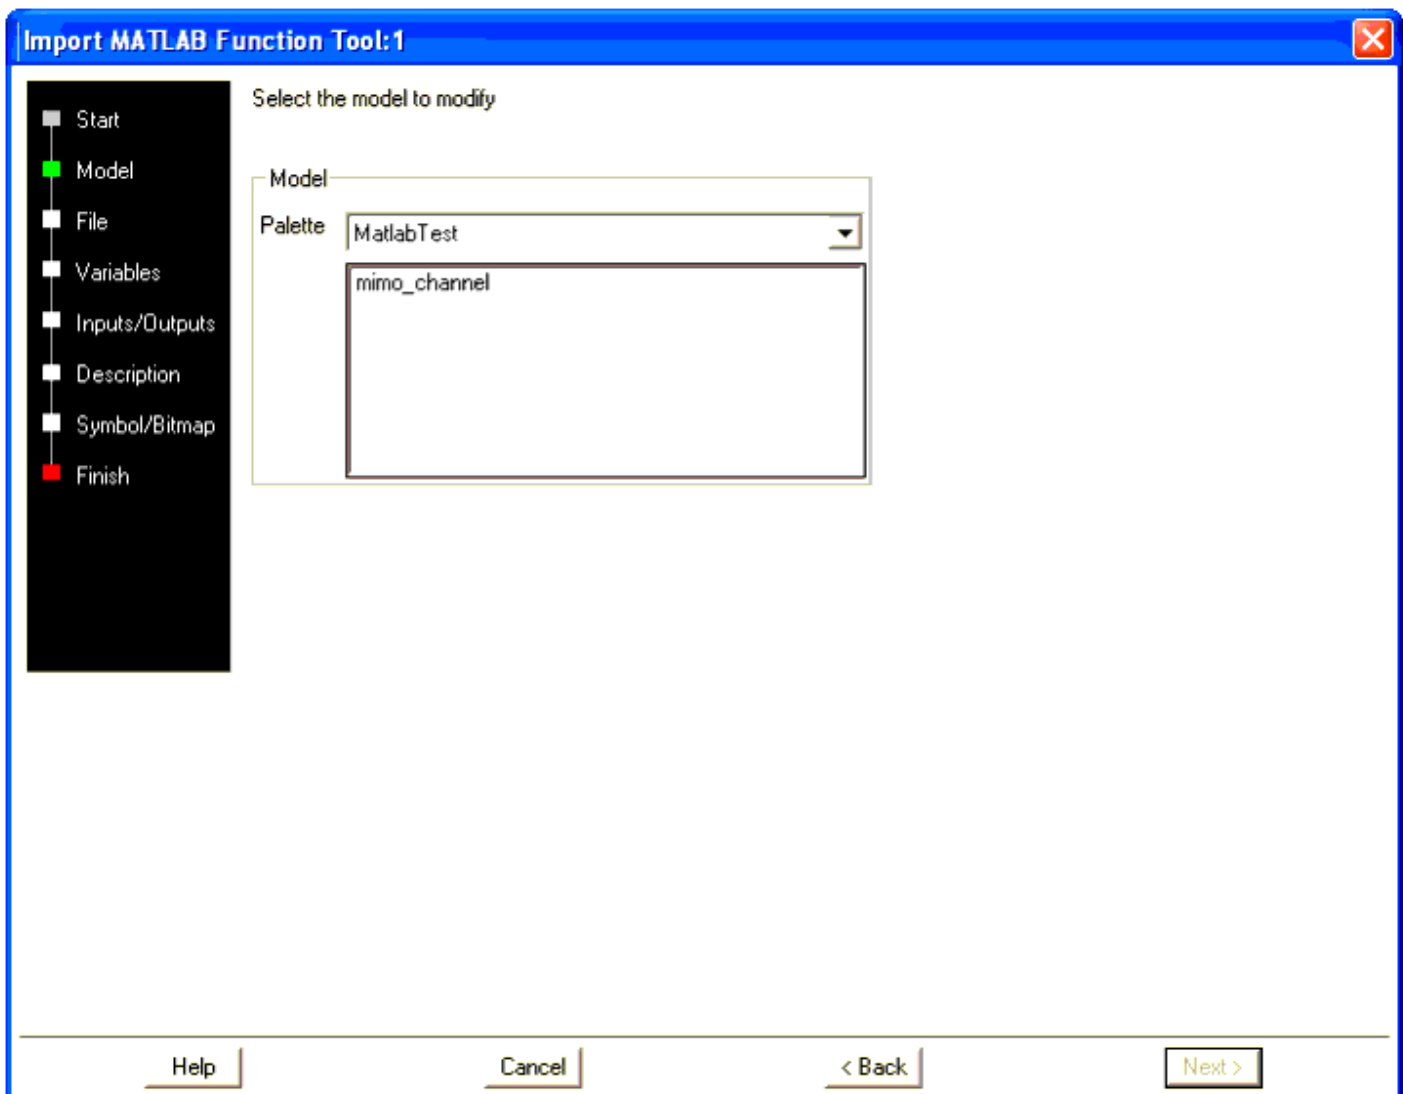 Import MATLAB Function Tool:1
Start
Model
File
Variables
Inputs/Outputs
Description
Symbol/Bitmap
Finish
Select the model to modify
Model
Palette MatlabTest
mimo_channel
Help Cancel < Back Next >